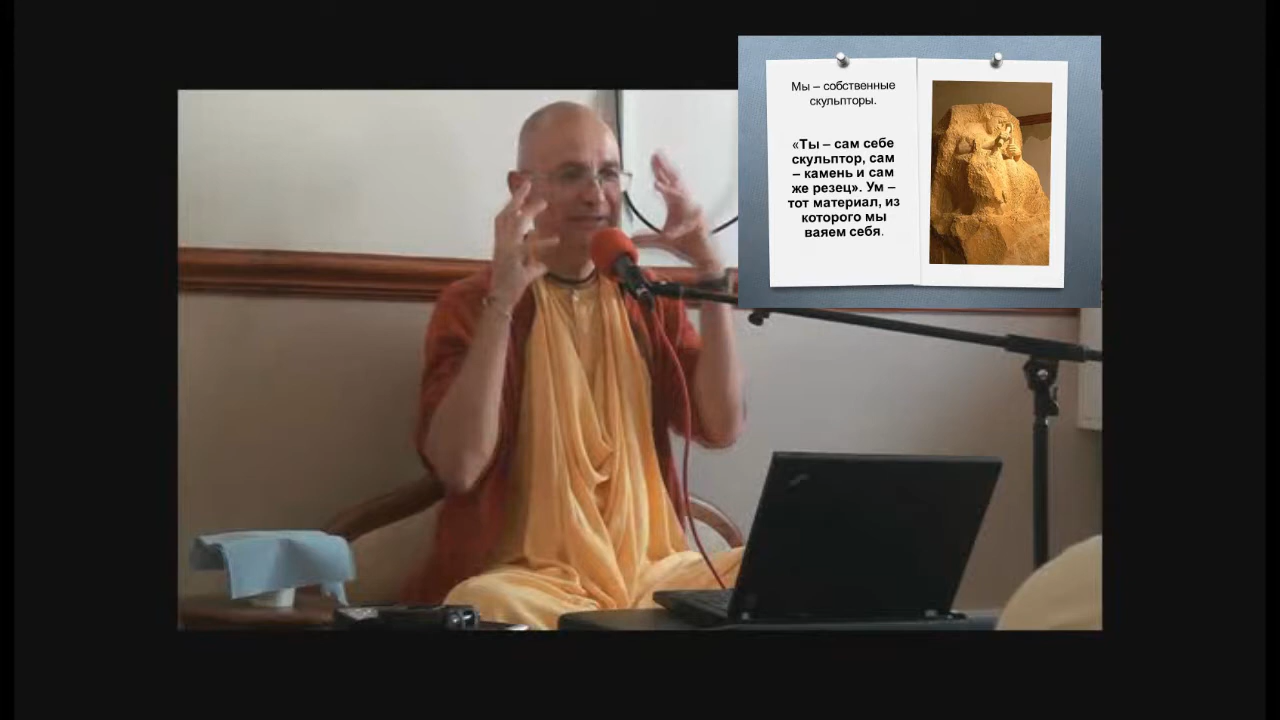 Мы – собственные
скульпторы.
«Ты – сам себе
скульптор, сам
– камень и сам
же резец». Ум –
тот материал, из
которого мы
ваяем себя.